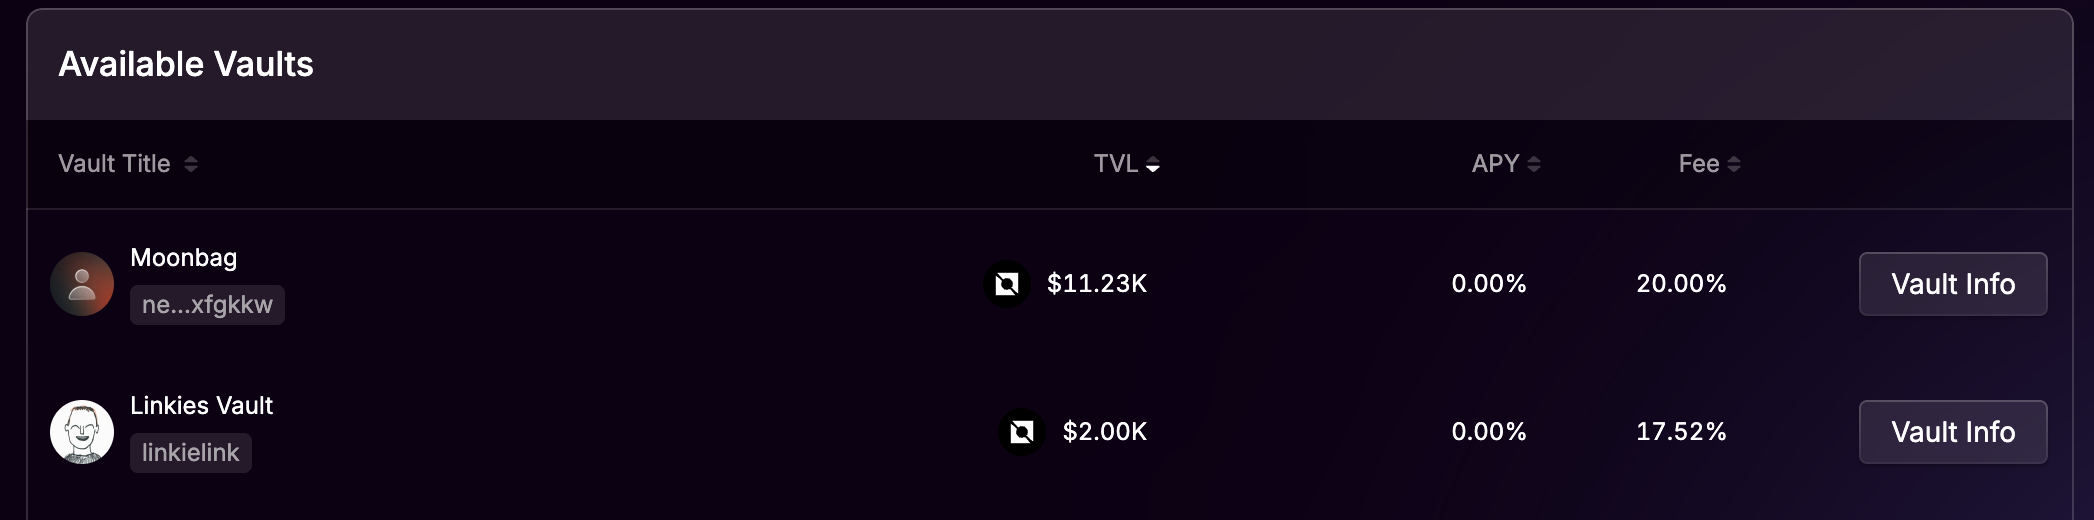 Available Vaults
Vault Title TVL APY Fee
Moonbag
ne...xfgkkw
$11.23K 0.00% 20.00% Vault Info
Linkies Vault
linkielink
$2.00K 0.00% 17.52% Vault Info